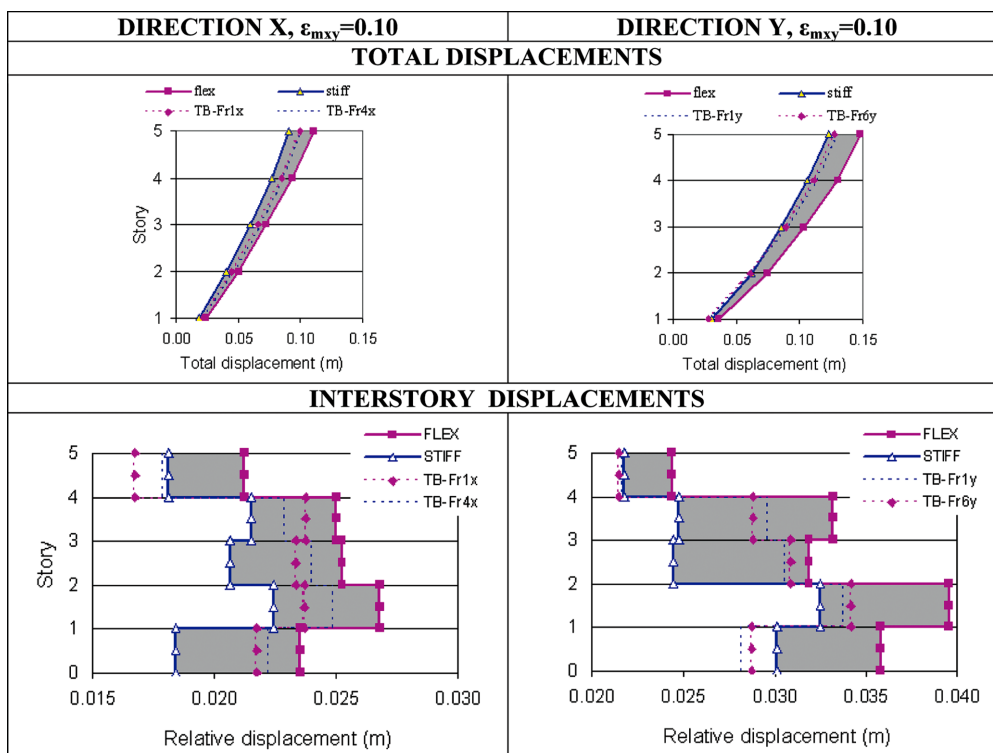 DIRECTION X, εmxy=0.10
DIRECTION Y, εmxy=0.10
TOTAL DISPLACEMENTS
flex
stiff
TB-Fr1x
TB-Fr4x
5
4
3
2
1
Story
0.00
0.05
0.10
0.15
Total displacement (m)
flex
stiff
TB-Fr1y
TB-Fr6y
5
4
3
2
1
0.00
0.05
0.10
0.15
Total displacement (m)
INTERSTORY DISPLACEMENTS
FLEX
STIFF
TB-Fr1x
TB-Fr4x
5
4
3
2
1
0
Story
0.015
0.020
0.025
0.030
Relative displacement (m)
FLEX
STIFF
TB-Fr1y
TB-Fr6y
5
4
3
2
1
0
0.020
0.025
0.030
0.035
0.040
Relative displacement (m)